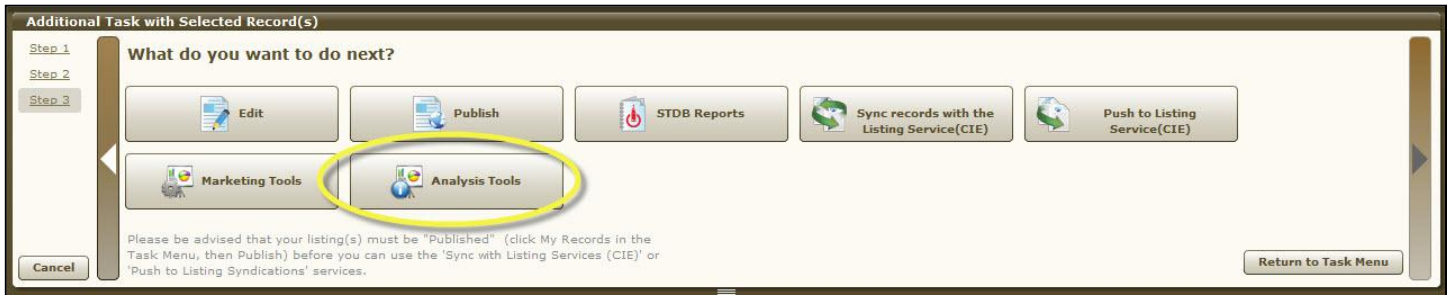 Additional Task with Selected Record(s)
Step 1
Step 2
Step 3
What do you want to do next?
Edit
Publish
STDB Reports
Sync records with the
Listing Service(CIE)
Push to Listing
Service(CIE)
Marketing Tools
Analysis Tools
Please be advised that your listing(s) must be "Published" (click My Records in the
Task Menu, then Publish) before you can use the 'Sync with Listing Services (CIE)' or
'Push to Listing Syndications' services.
Cancel
Return to Task Menu